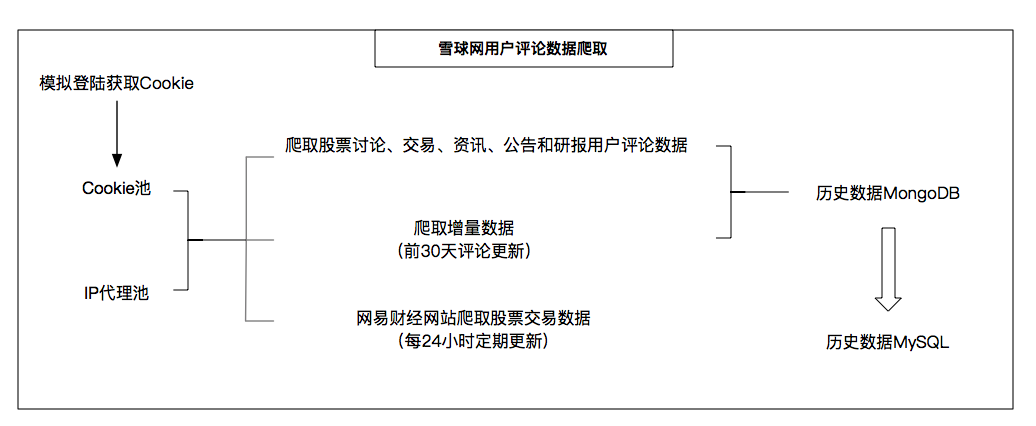 雪球网用户评论数据爬取
模拟登陆获取Cookie
爬取股票讨论、交易、资讯、公告和研报用户评论数据
Cookie池
历史数据MongoDB
爬取增量数据
（前30天评论更新）
IP代理池
网易财经网站爬取股票交易数据
（每24小时定期更新）
历史数据MySQL